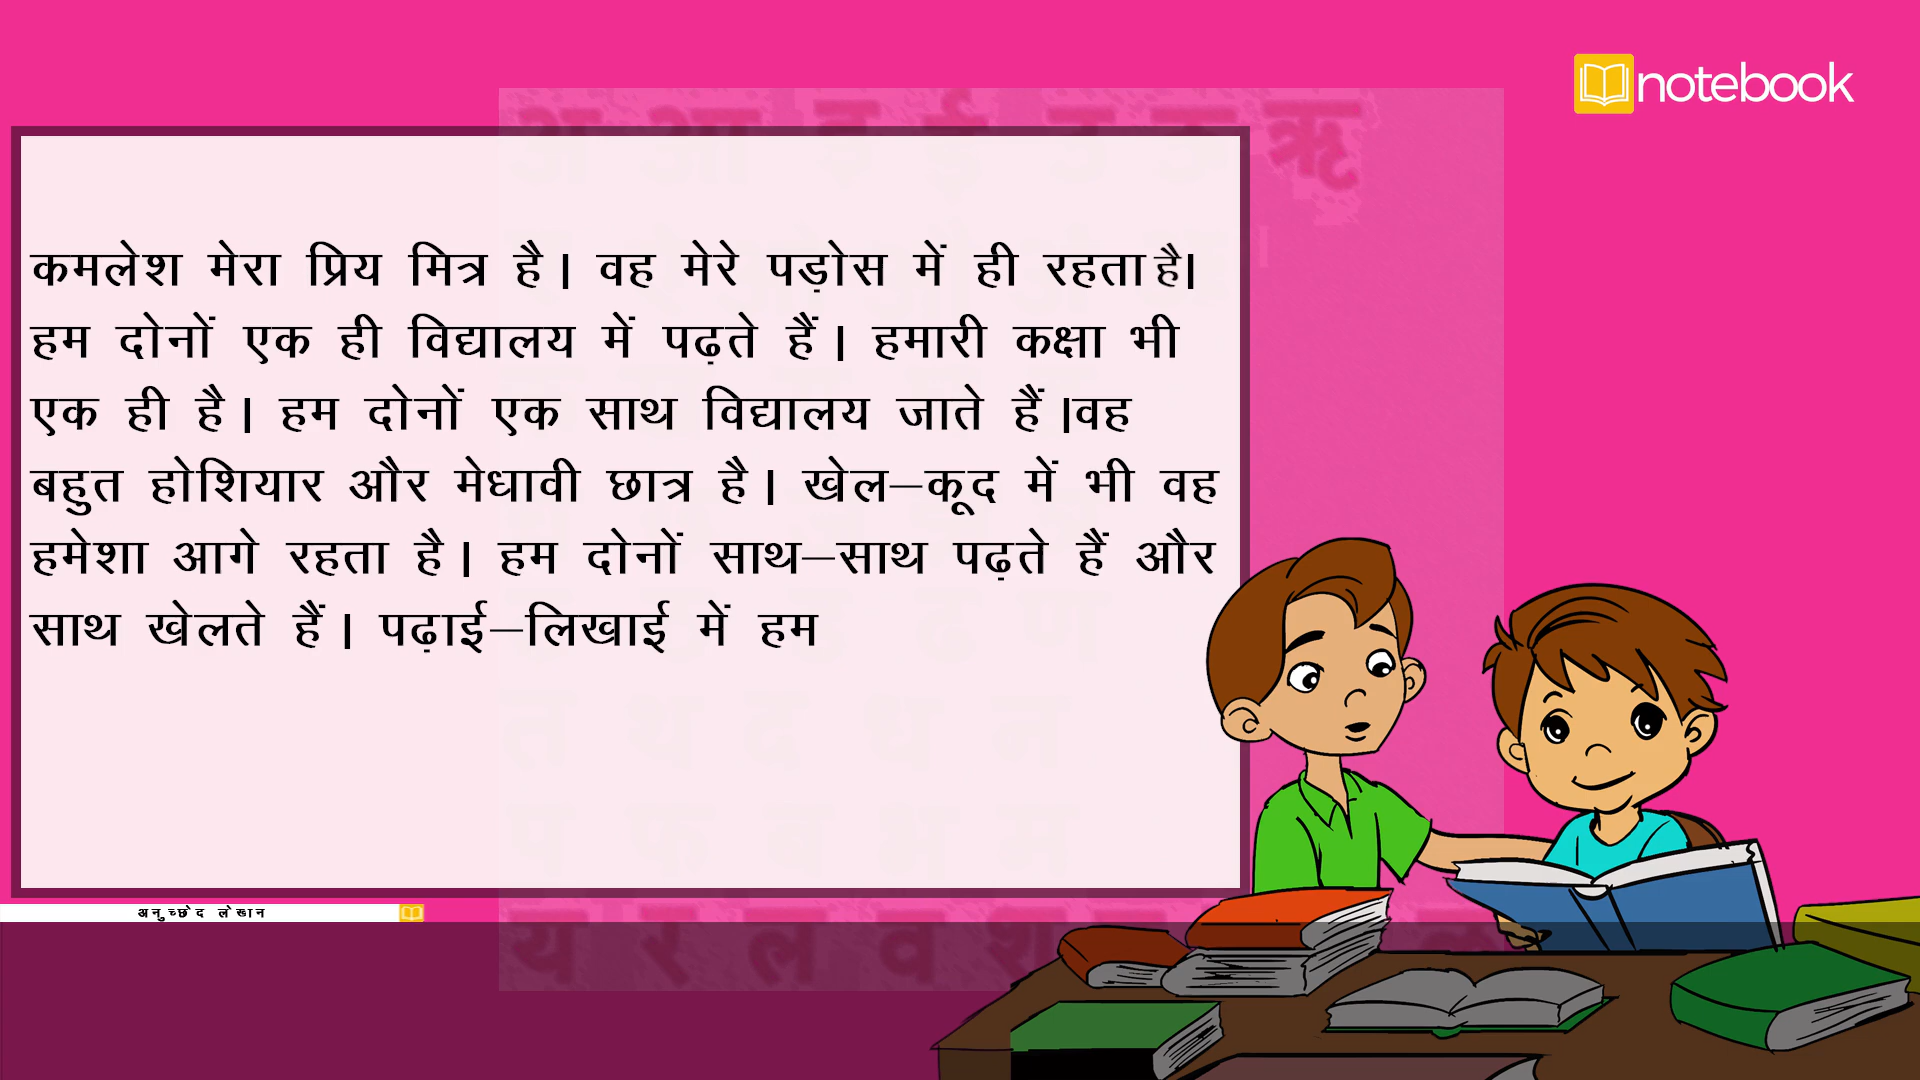 notebook
अ आ इ ई उ ऊ ऋ
कमलेश मेरा प्रिय मित्र है। वह मेरे पड़ोस में ही रहता है।
हम दोनों एक ही विद्यालय में पढ़ते हैं। हमारी कक्षा भी
एक ही है। हम दोनों एक साथ विद्यालय जाते हैं।वह
बहुत होशियार और मेधावी छात्र है। खेल–कूद में भी वह
हमेशा आगे रहता है। हम दोनों साथ–साथ पढ़ते हैं और
साथ खेलते हैं। पढ़ाई–लिखाई में हम
त थ द ध न
प फ ब भ म
अनुच्छेद लेखन
य र ल व श